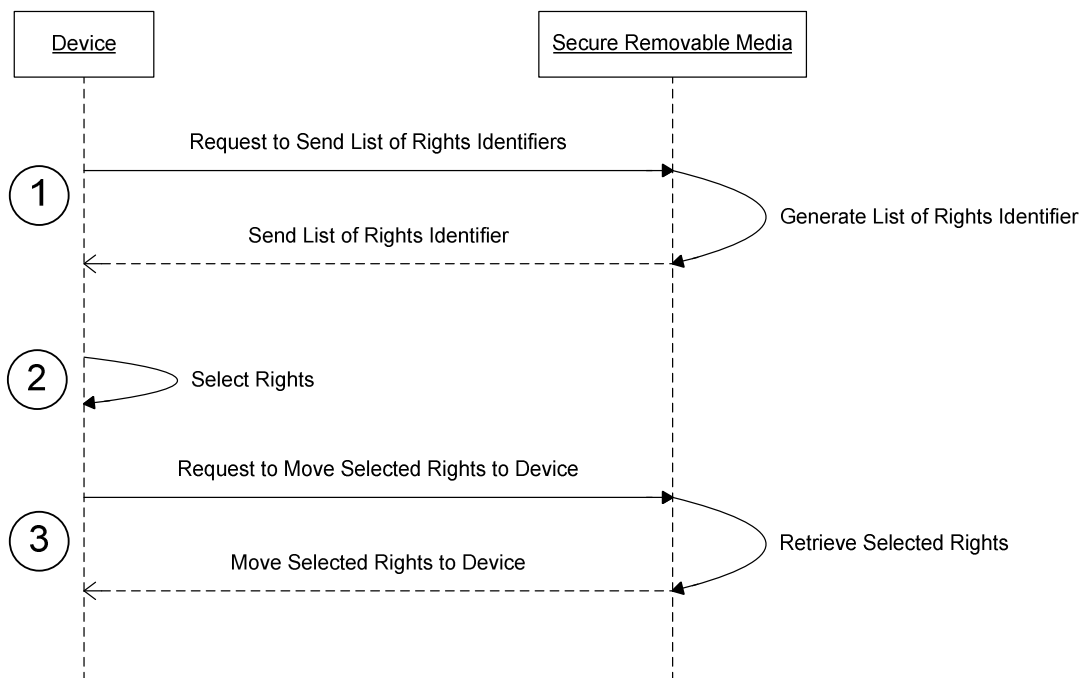 Device
Secure Removable Media
Request to Send List of Rights Identifiers
1
Generate List of Rights Identifier
Send List of Rights Identifier
2
Select Rights
Request to Move Selected Rights to Device
3
Retrieve Selected Rights
Move Selected Rights to Device